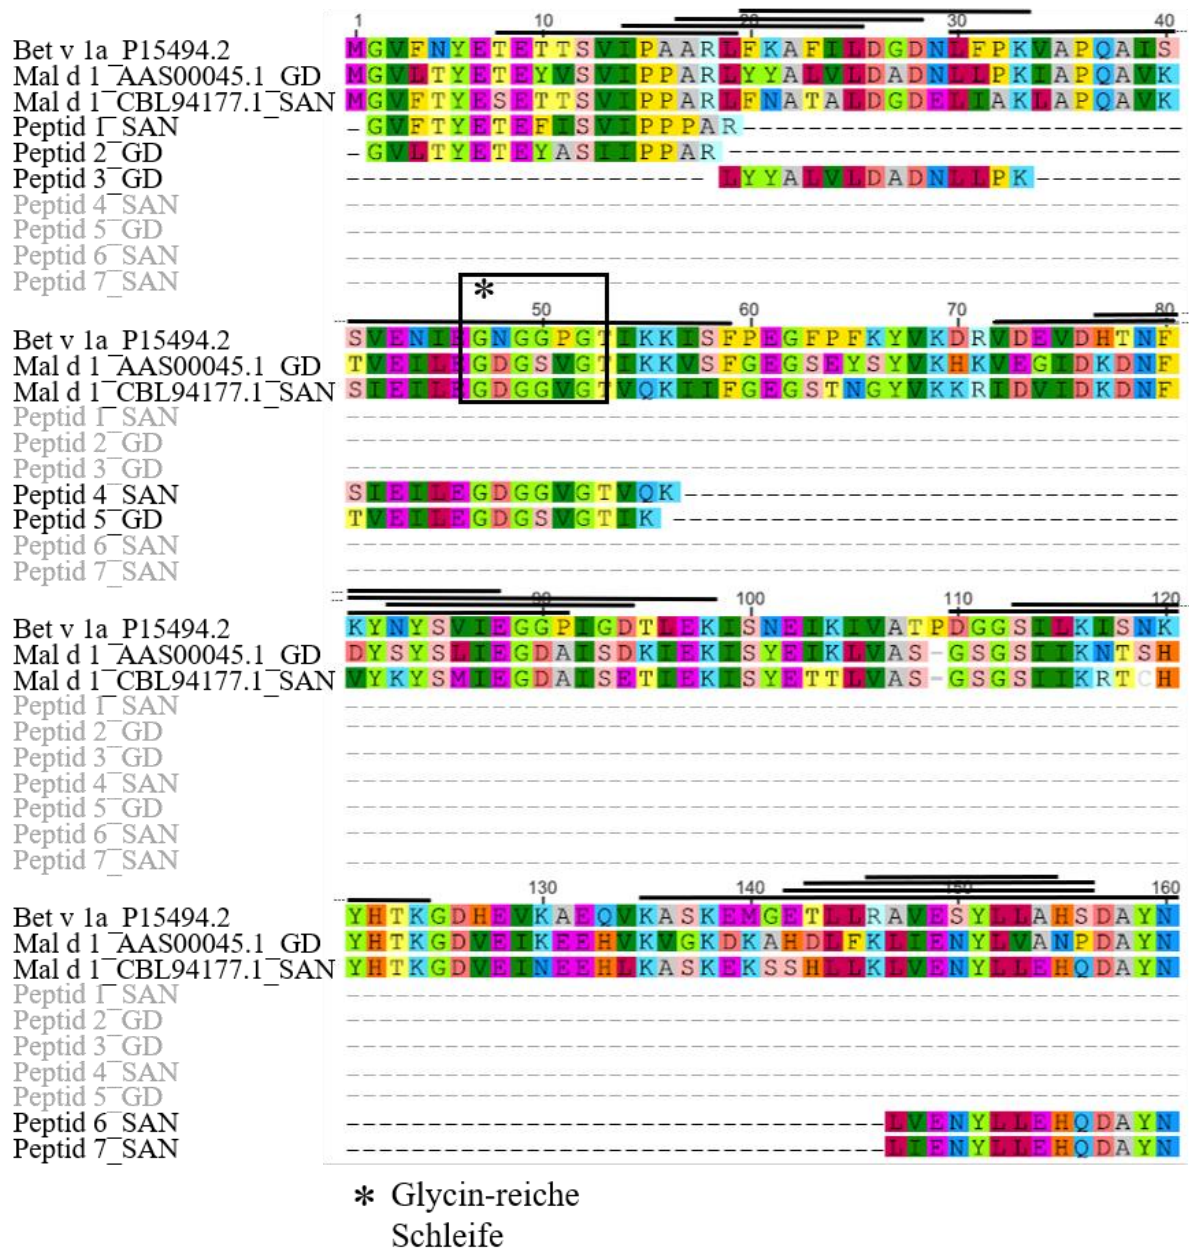 1 10 20 30 40
Bet v 1a_P15494.2 MGVFNYETETTSVIPAARLFKAFILDGDNLFPKVAPQAIS
Mal d 1_AAS00045.1_GD MGVLTYETEYVSVIPPARLYYALVLDADNLLPKIAPQAVK
Mal d 1_CBL94177.1_SAN MGVFTYESETTSVIPPARLFNATALDGDELIAKLAPQAVK
Peptid 1_SAN -GVFTYETEFISVIPPPAR
Peptid 2_GD -GVLTYETEYASIIPPAR
Peptid 3_GD LYYALVLDADNLLPK
Peptid 4_SAN
Peptid 5_GD
Peptid 6_SAN
Peptid 7_SAN
*
50 60 70 80
Bet v 1a_P15494.2 SVENIEGNGGPGTIKKISFPEGFPFKYVKDRVDEVDHTNF
Mal d 1_AAS00045.1_GD TVEILEGDGSVGTIKKVSFGEGSEYSYVKHKVEGIDKDNF
Mal d 1_CBL94177.1_SAN SIEILEGDGGVGTVQKIIFGEGSTNGYVKKRIDVIDKDNF
Peptid 1_SAN
Peptid 2_GD
Peptid 3_GD
Peptid 4_SAN SIEILEGDGGVGTVQK
Peptid 5_GD TVEILEGDGSVGTIK
Peptid 6_SAN
Peptid 7_SAN
90 100 110 120
Bet v 1a_P15494.2 KYNYSVIEGGPIGDTLEKISNEIKIVATPDGGSILKISNK
Mal d 1_AAS00045.1_GD DYSYSLIEGDAISDKIEKISYEIKLVAS-GSGSIIKNTSH
Mal d 1_CBL94177.1_SAN VYKYSMIEGDAISETIEKISYETTLVAS-GSGSIIKRTCH
Peptid 1_SAN
Peptid 2_GD
Peptid 3_GD
Peptid 4_SAN
Peptid 5_GD
Peptid 6_SAN
Peptid 7_SAN
130 140 150 160
Bet v 1a_P15494.2 YHTKGDHEVKAEQVKASKEMGETLLRAVESYLLAHSDAYN
Mal d 1_AAS00045.1_GD YHTKGDVEIKEEHVKVGKDKAHDLFKLIENYLVANPDAYN
Mal d 1_CBL94177.1_SAN YHTKGDVEINEEHLKASKEKSSHLLKLVENYLLEHQDAYN
Peptid 1_SAN
Peptid 2_GD
Peptid 3_GD
Peptid 4_SAN
Peptid 5_GD
Peptid 6_SAN LVENYLLEHQDAYN
Peptid 7_SAN LIENYLLEHQDAYN
* Glycin-reiche
Schleife